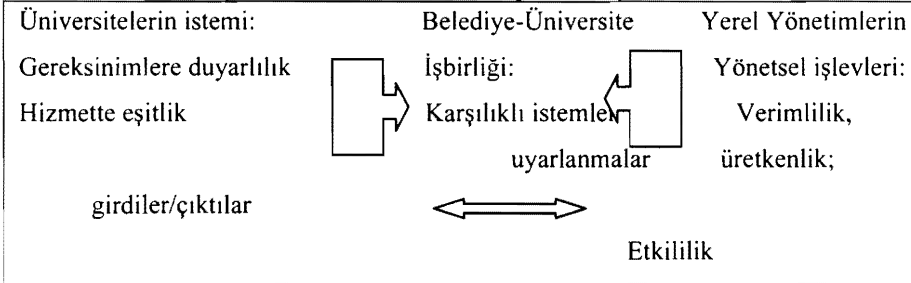 Üniversitelerin istemi: Belediye-Üniversite Yerel Yönetimlerin
Gereksinimlere duyarlılık İşbirliği: Yönetsel işlevleri:
Hizmette eşitlik Karşılıklı istemler Verimlilik,
uyarlanmalar üretkenlik;
girdiler/çıktılar
Etkililik